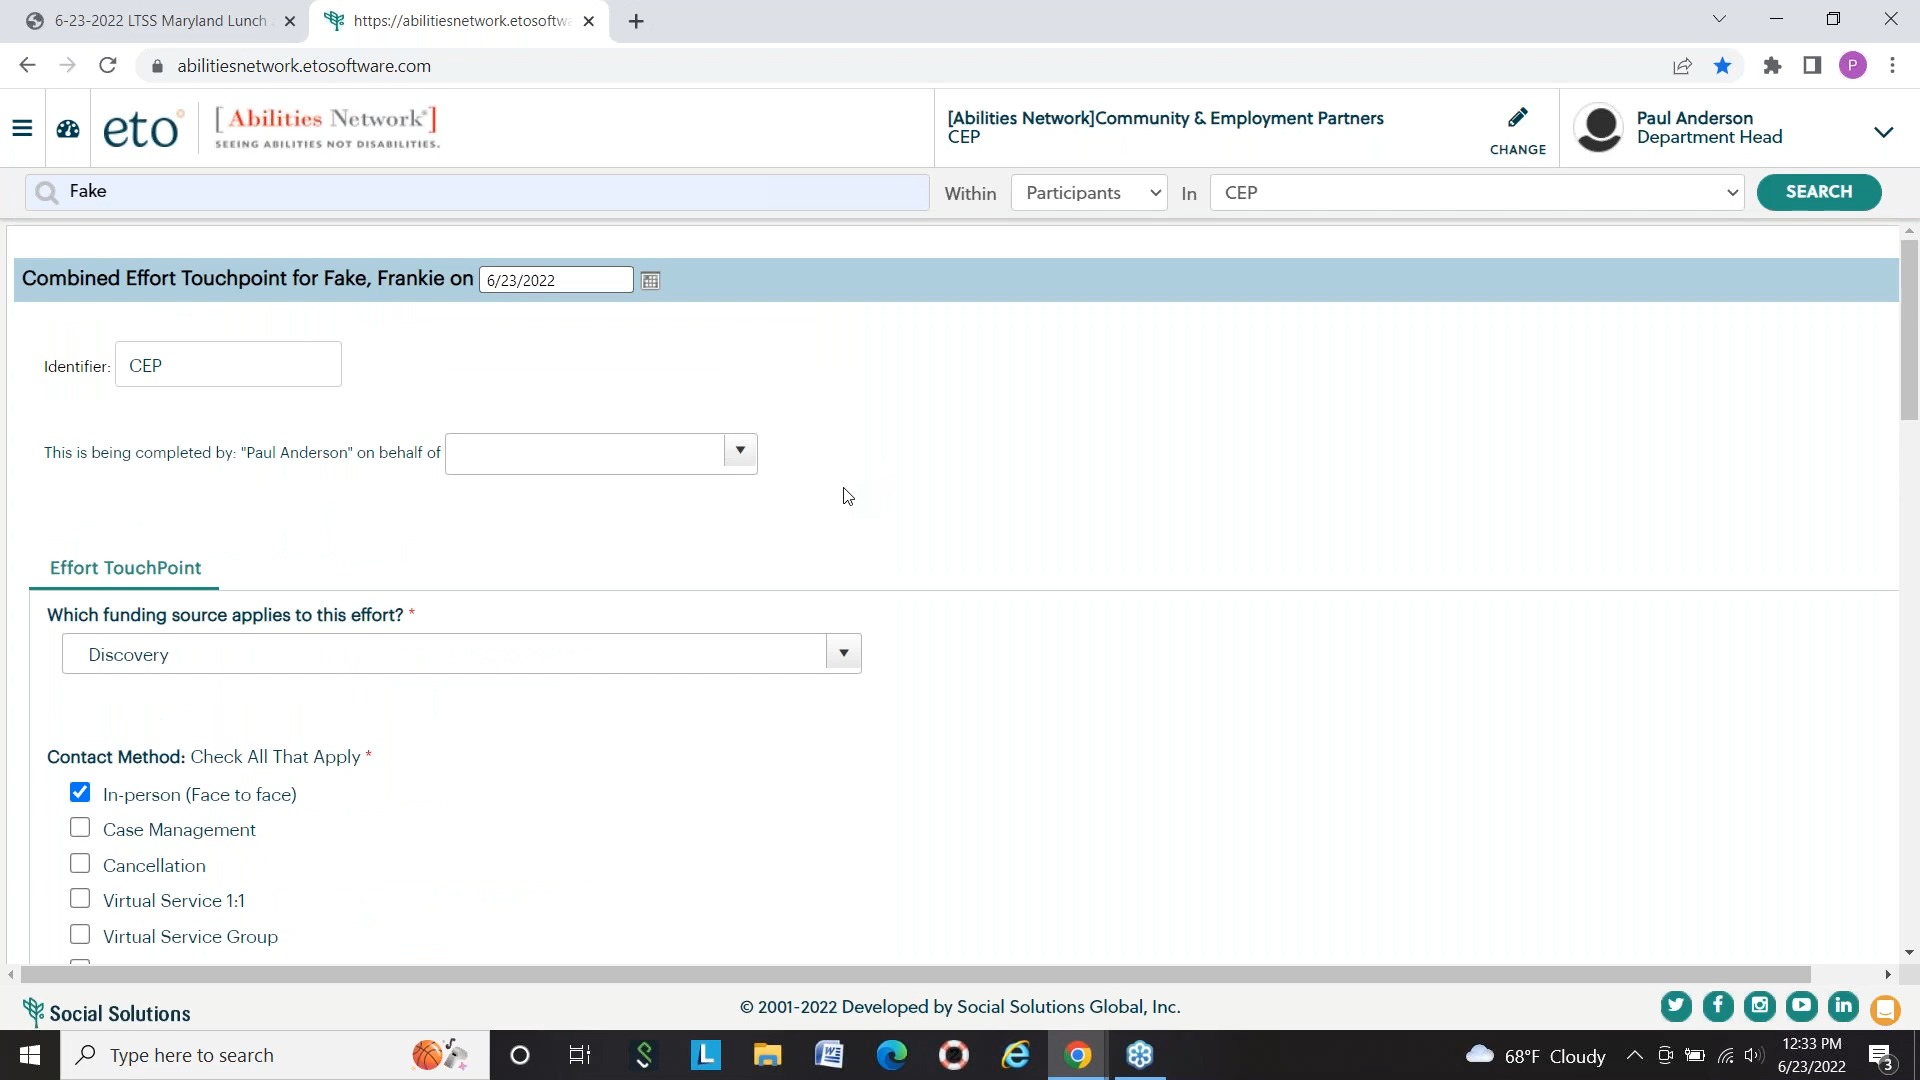 6-23-2022 LTSS Maryland Lunch
https://abilitiesnetwork.etosoftwa
abilitiesnetwork.etosoftware.com
P
eto
[ Abilities Network® ]
SEEING ABILITIES NOT DISABILITIES.
[Abilities Network]Community & Employment Partners
CEP
CHANGE
Paul Anderson
Department Head
Fake
Within
Participants
In
CEP
SEARCH
Combined Effort Touchpoint for Fake, Frankie on 6/23/2022
Identifier: CEP
This is being completed by: "Paul Anderson" on behalf of
Effort TouchPoint
Which funding source applies to this effort? *
Discovery
Contact Method: Check All That Apply *
In-person (Face to face)
Case Management
Cancellation
Virtual Service 1:1
Virtual Service Group
Social Solutions
© 2001-2022 Developed by Social Solutions Global, Inc.
Type here to search
68°F Cloudy
12:33 PM
6/23/2022
3